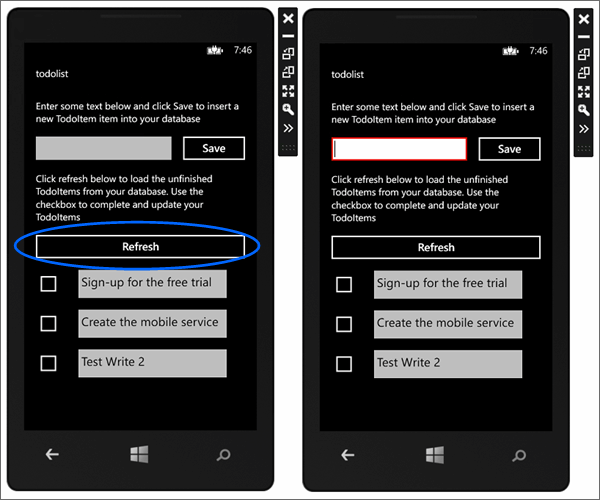 7:46
todolist
Enter some text below and click Save to insert a
new TodoItem item into your database
Save
Click refresh below to load the unfinished
TodoItems from your database. Use the
checkbox to complete and update your
TodoItems
Refresh
Sign-up for the free trial
Create the mobile service
Test Write 2
7:46
todolist
Enter some text below and click Save to insert a
new TodoItem item into your database
Save
Click refresh below to load the unfinished
TodoItems from your database. Use the
checkbox to complete and update your
TodoItems
Refresh
Sign-up for the free trial
Create the mobile service
Test Write 2